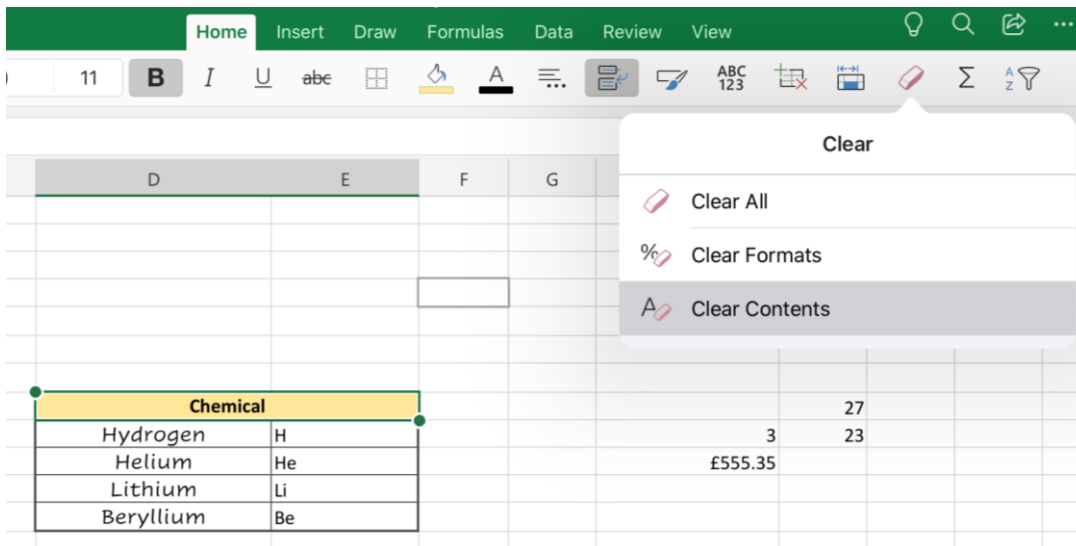 Home Insert Draw Formulas Data Review View
11 B I U abc A ABC 123 Σ A Z
Clear
D E F G
Clear All
% Clear Formats
A Clear Contents
Chemical 27
Hydrogen H 3 23
Helium He £555.35
Lithium Li
Beryllium Be